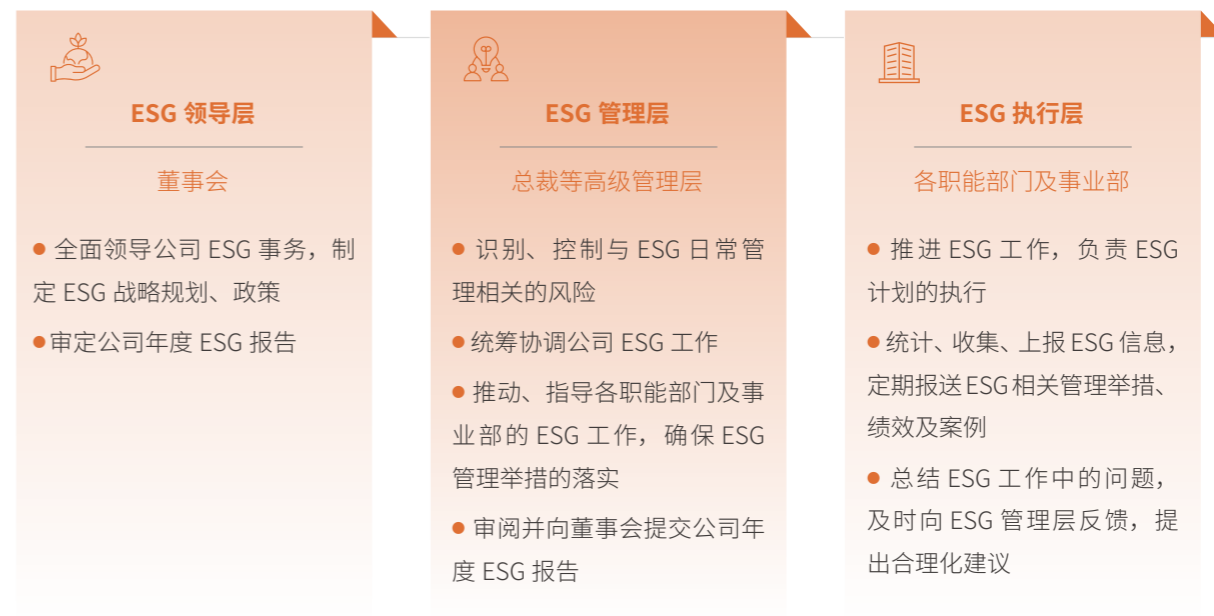 ESG 领导层
董事会
● 全面领导公司 ESG 事务，制
定 ESG 战略规划、政策
●审定公司年度 ESG 报告
ESG 管理层
总裁等高级管理层
● 识别、控制与 ESG 日常管
理相关的风险
●统筹协调公司 ESG 工作
● 推动、指导各职能部门及事
业部的 ESG 工作，确保 ESG
管理举措的落实
● 审阅并向董事会提交公司年
度 ESG 报告
ESG 执行层
各职能部门及事业部
● 推进 ESG 工作，负责 ESG
计划的执行
●统计、收集、上报 ESG 信息，
定期报送 ESG 相关管理举措、
绩效及案例
● 总结 ESG 工作中的问题，
及时向 ESG 管理层反馈，提
出合理化建议